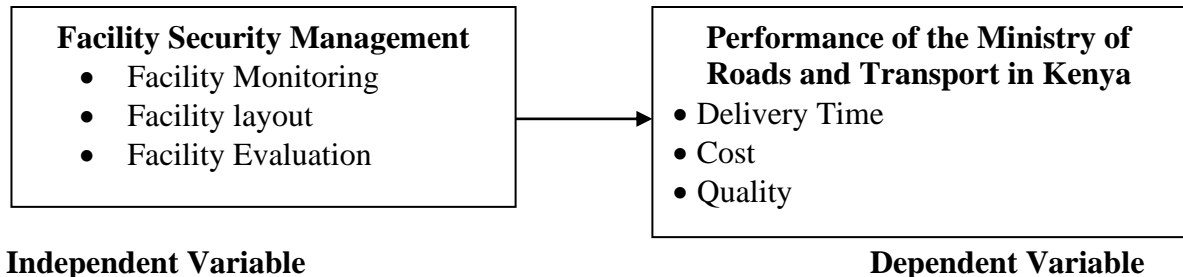 Facility Security Management
• Facility Monitoring
• Facility layout
• Facility Evaluation
Performance of the Ministry of
Roads and Transport in Kenya
• Delivery Time
• Cost
• Quality
Independent Variable
Dependent Variable